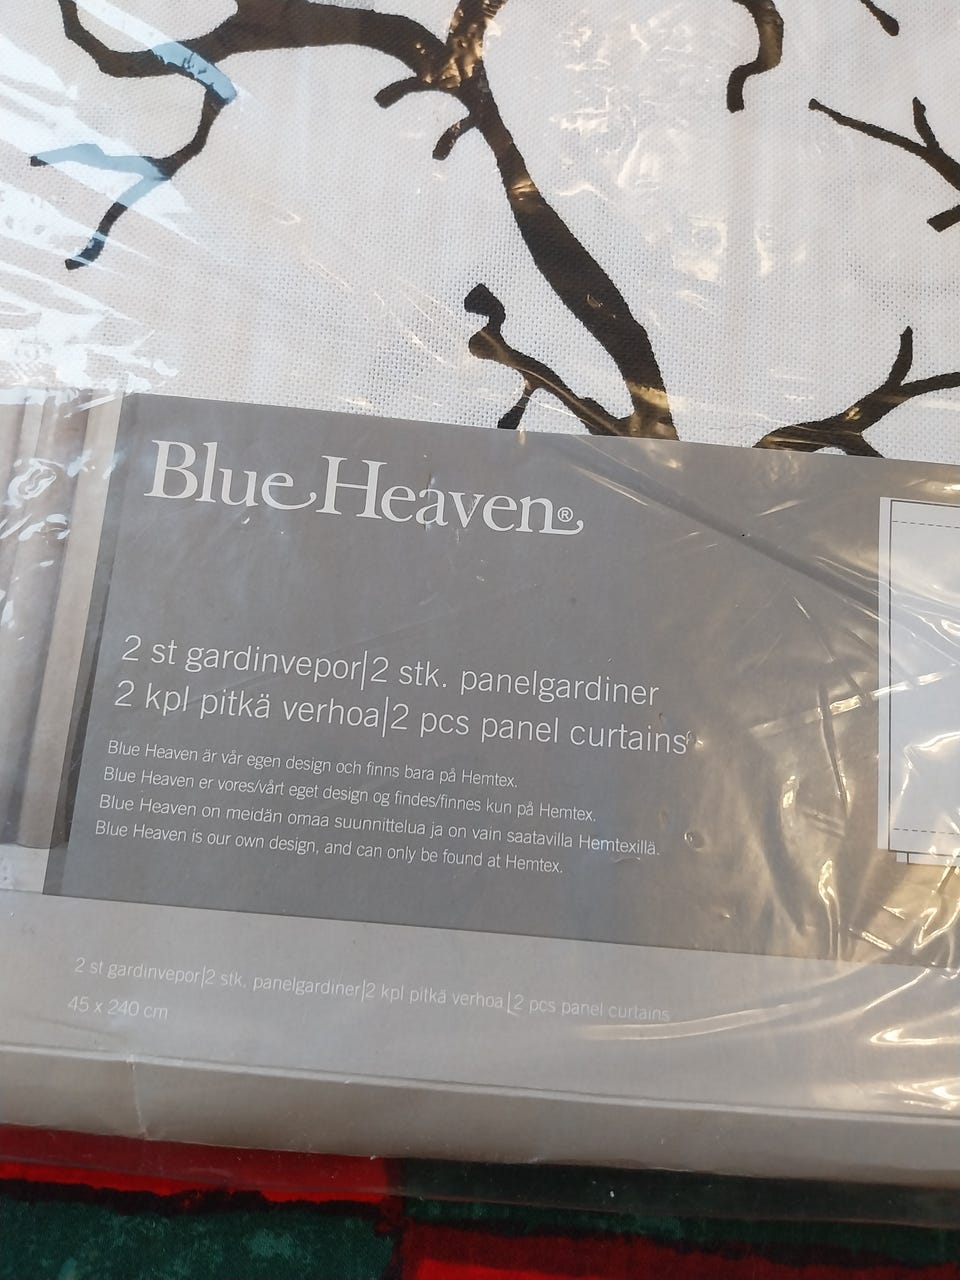 Blue Heaven®
2 st gardinvepor|2 stk. panelgardiner
2 kpl pitkä verhoa|2 pcs panel curtains
Blue Heaven är vår egen design och finns bara på Hemtex.
Blue Heaven er vores/vårt eget design og findes/finnes kun på Hemtex.
Blue Heaven on meidän omaa suunnittelua ja on vain saatavilla Hemtexillä.
Blue Heaven is our own design, and can only be found at Hemtex.
2 st gardinvepor|2 stk. panelgardiner|2 kpl pitkä verhoa|2 pcs panel curtains
45 x 240 cm